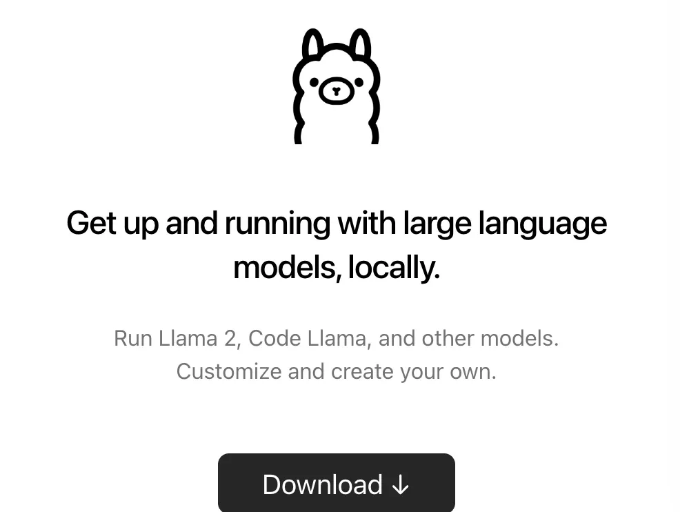 Get up and running with large language
models, locally.
Run Llama 2, Code Llama, and other models.
Customize and create your own.
Download ↓